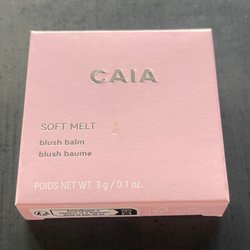 CAIA
SOFT MELT
blush balm
blush baume
POIDS NET WT. 3 g / 0.1 oz.